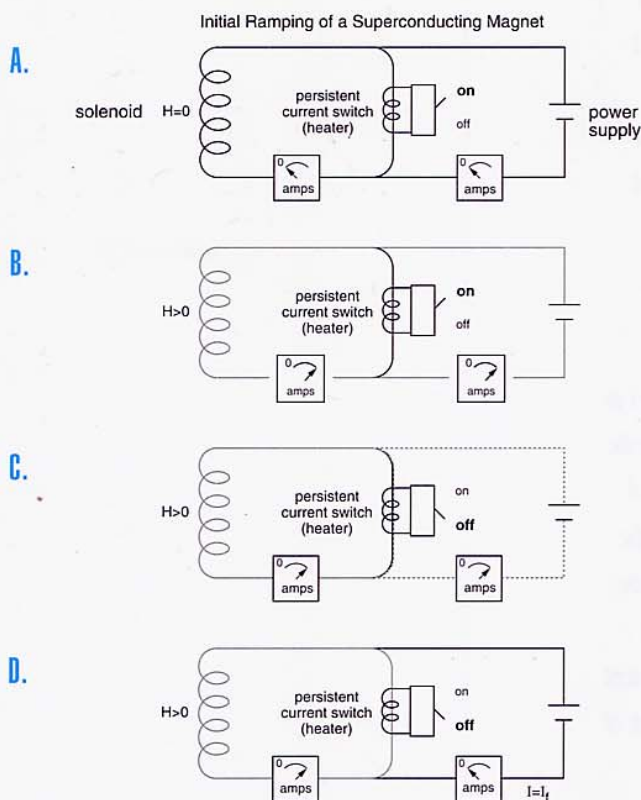 Initial Ramping of a Superconducting Magnet
A.
solenoid H=0
persistent
current switch
(heater)
on
off
power
supply
0
amps
0
amps
B.
H>0
persistent
current switch
(heater)
on
off
0
amps
0
amps
C.
H>0
persistent
current switch
(heater)
on
off
0
amps
0
amps
D.
H>0
persistent
current switch
(heater)
on
off
0
amps
0
amps
I=If